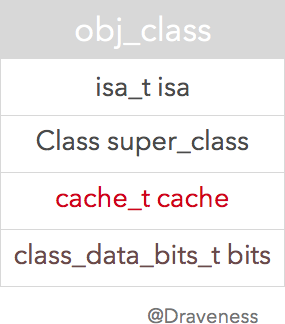 obj_class
isa_t isa
Class super_class
cache_t cache
class_data_bits_t bits
@Draveness